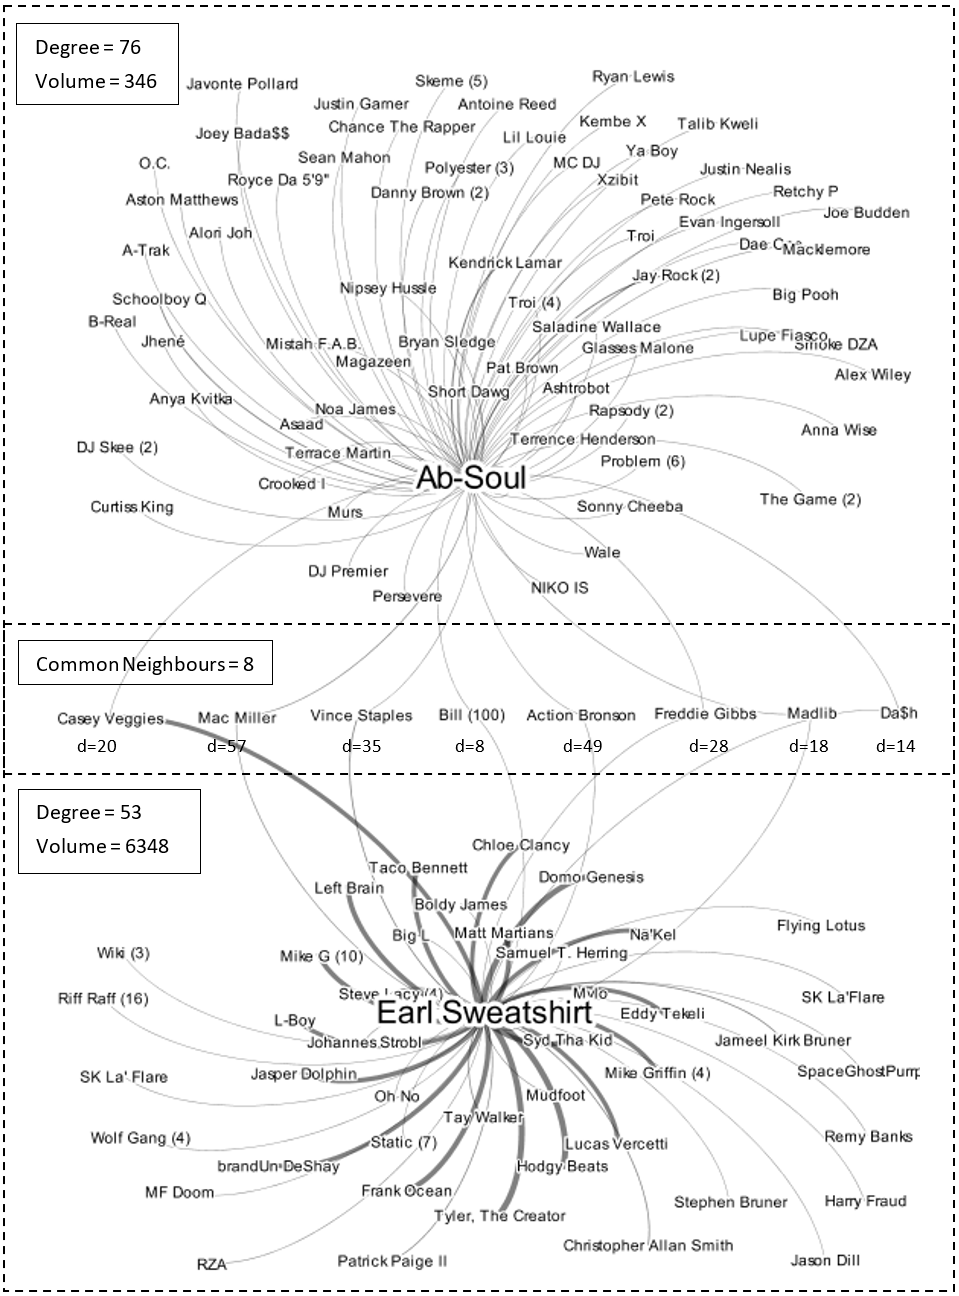 Degree = 76
Volume = 346
Javonte Pollard
Skeme (5)
Ryan Lewis
Justin Garner
Antoine Reed
Chance The Rapper
Kembe X
Talib Kweli
Joey Bada$$
Lil Louie
Ya Boy
O.C.
Sean Mahon
Polyester (3)
MC DJ
Justin Nealis
Royce Da 5'9"
Xzibit
Danny Brown (2)
Retchy P
Aston Matthews
Pete Rock
Joe Budden
Evan Ingersoll
Alori Joh
Troi
Dae
Macklemore
A-Trak
Kendrick Lamar
Jay Rock (2)
Nipsey Hussle
Big Pooh
Schoolboy Q
Troi (4)
B-Real
Saladine Wallace
Lupe Fiasco
Jhené
Mistah F.A.B.
Bryan Sledge
Glasses Malone
Smoke DZA
Magazeen
Pat Brown
Alex Wiley
Short Dawg
Ashtrobot
Anya Kvitka
Noa James
Rapsody (2)
Asaad
Anna Wise
DJ Skee (2)
Terrence Henderson
Terrace Martin
Problem (6)
Ab-Soul
Crooked I
The Game (2)
Curtiss King
Murs
Sonny Cheeba
Wale
DJ Premier
NIKO IS
Persevere
Common Neighbours = 8
Casey Veggies
Mac Miller
Vince Staples
Bill (100)
Action Bronson
Freddie Gibbs
Madlib
Da$h
d=20
d=57
d=35
d=8
d=49
d=28
d=18
d=14
Degree = 53
Volume = 6348
Chloe Clancy
Taco Bennett
Domo Genesis
Left Brain
Boldy James
Flying Lotus
Big L
Matt Martians
Na'Kel
Wiki (3)
Mike G (10)
Samuel T. Herring
Riff Raff (16)
Steve Lacy (4)
Mylo
SK La'Flare
Earl Sweatshirt
Eddy Tekeli
L-Boy
Johannes Strobl
Syd Tha Kid
Jameel Kirk Bruner
SK La' Flare
Jasper Dolphin
Mike Griffin (4)
SpaceGhostPurrp
Oh No
Mudfoot
Tay Walker
Wolf Gang (4)
Static (7)
Lucas Vercetti
Remy Banks
brandUn DeShay
Hodgy Beats
MF Doom
Frank Ocean
Stephen Bruner
Harry Fraud
Tyler, The Creator
Christopher Allan Smith
RZA
Patrick Paige II
Jason Dill